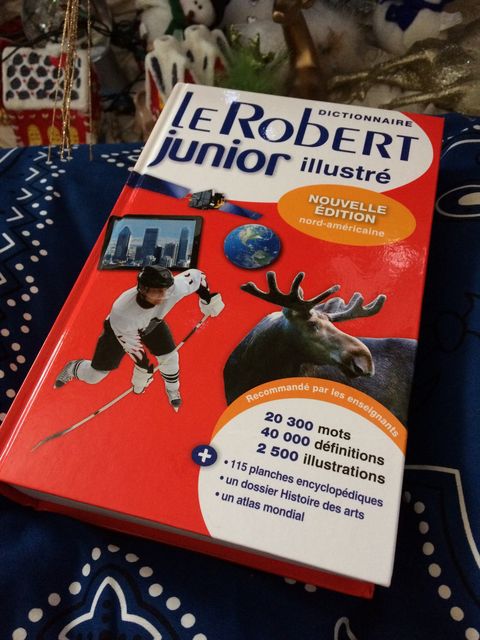 DICTIONNAIRE
LE ROBERT
junior illustré
NOUVELLE
ÉDITION
nord-américaine
Recommandé par les enseignants
20 300 mots
40 000 définitions
2 500 illustrations
+
• 115 planches encyclopédiques
• un dossier Histoire des arts
• un atlas mondial